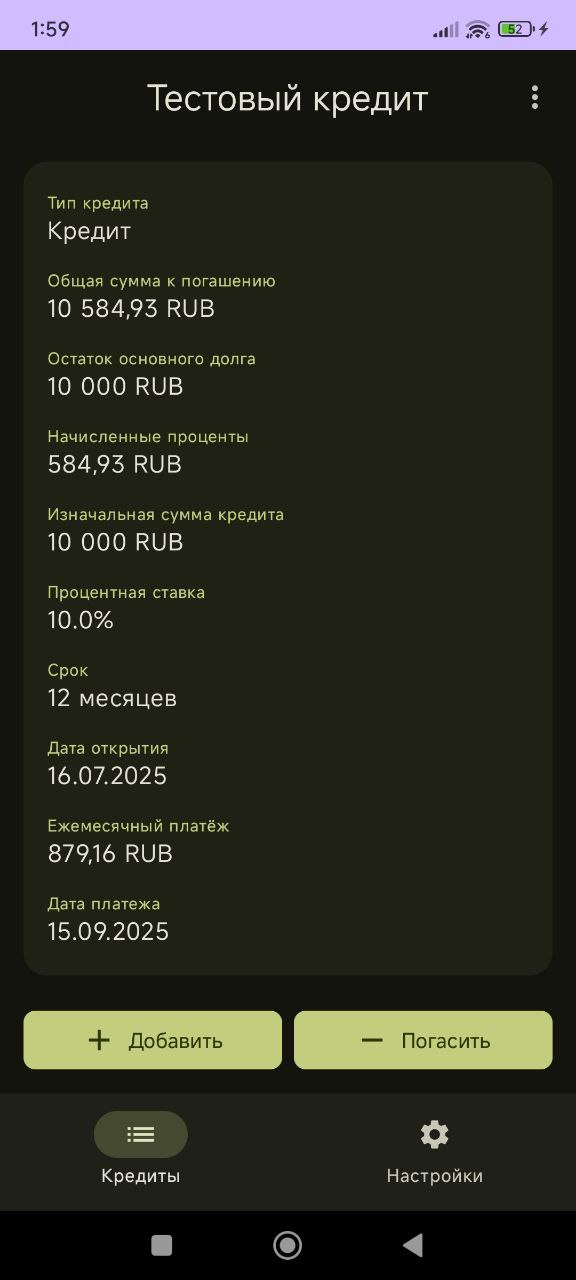 1:59
52
Тестовый кредит
Тип кредита
Кредит
Общая сумма к погашению
10 584,93 RUB
Остаток основного долга
10 000 RUB
Начисленные проценты
584,93 RUB
Изначальная сумма кредита
10 000 RUB
Процентная ставка
10.0%
Срок
12 месяцев
Дата открытия
16.07.2025
Ежемесячный платёж
879,16 RUB
Дата платежа
15.09.2025
+ Добавить
− Погасить
Кредиты
Настройки